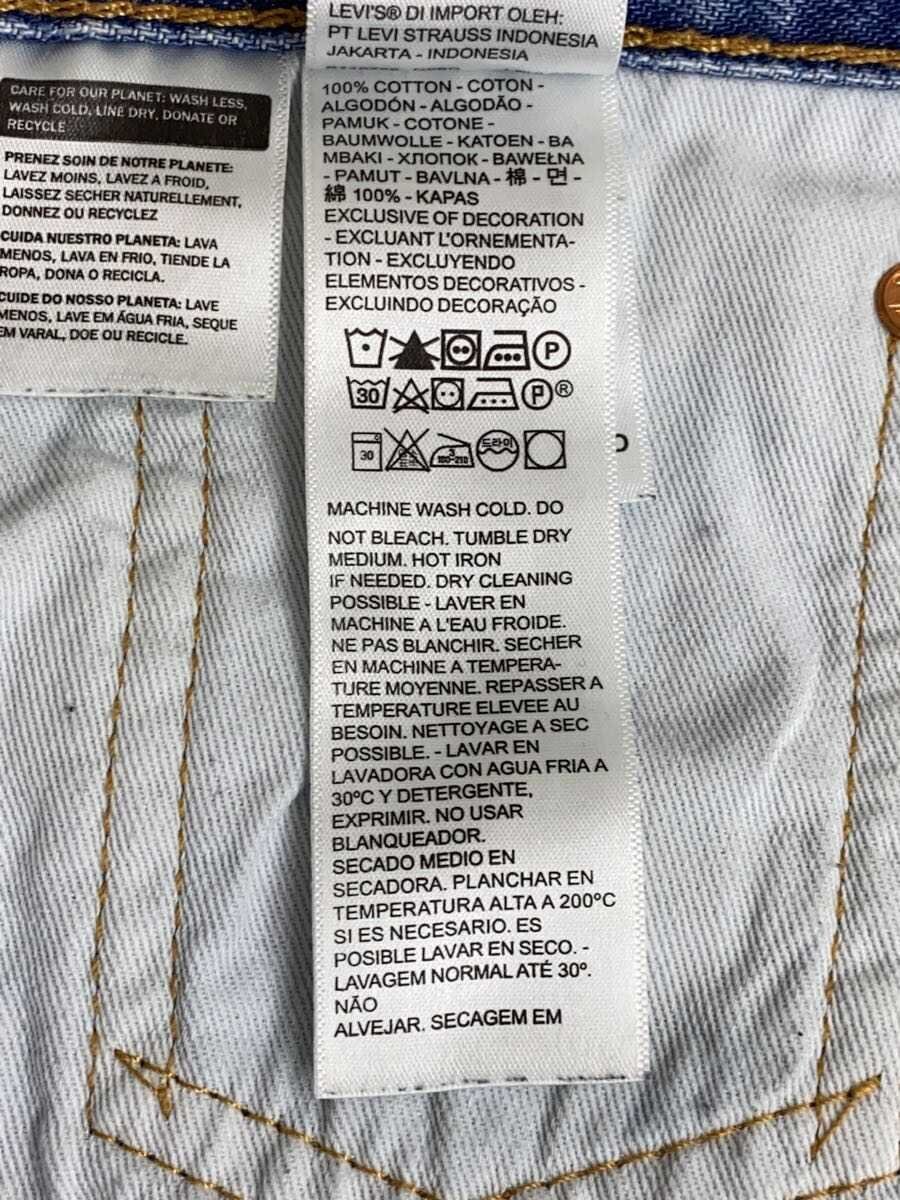 CARE FOR OUR PLANET: WASH LESS,
WASH COLD, LINE DRY, DONATE OR
RECYCLE
PRENEZ SOIN DE NOTRE PLANETE:
LAVEZ MOINS, LAVEZ A FROID,
LAISSEZ SECHER NATURELLEMENT,
DONNEZ OU RECYCLEZ
CUIDA NUESTRO PLANETA: LAVA
MENOS, LAVA EN FRIO, TIENDE LA
ROPA, DONA O RECICLA.
CUIDE DO NOSSO PLANETA: LAVE
MENOS, LAVE EM ÁGUA FRIA, SEQUE
EM VARAL, DOE OU RECICLE.
LEVI'S® DI IMPORT OLEH:
PT LEVI STRAUSS INDONESIA
JAKARTA - INDONESIA
100% COTTON - COTON -
ALGODÓN - ALGODÃO -
PAMUK - COTONE -
BAUMWOLLE - KATOEN - BA
MBAKI - ХЛОПОК - BAWEŁNA
- PAMUT - BAVLNA - 棉 - 면 -
綿 100% - KAPAS
EXCLUSIVE OF DECORATION
- EXCLUANT L'ORNEMENTA-
TION - EXCLUYENDO
ELEMENTOS DECORATIVOS -
EXCLUINDO DECORAÇÃO
P
30 P ®
30 3 180-210 드라이
MACHINE WASH COLD. DO
NOT BLEACH. TUMBLE DRY
MEDIUM. HOT IRON
IF NEEDED. DRY CLEANING
POSSIBLE - LAVER EN
MACHINE A L'EAU FROIDE.
NE PAS BLANCHIR. SECHER
EN MACHINE A TEMPERA-
TURE MOYENNE. REPASSER A
TEMPERATURE ELEVEE AU
BESOIN. NETTOYAGE A SEC
POSSIBLE. - LAVAR EN
LAVADORA CON AGUA FRIA A
30ºC Y DETERGENTE,
EXPRIMIR. NO USAR
BLANQUEADOR.
SECADO MEDIO EN
SECADORA. PLANCHAR EN
TEMPERATURA ALTA A 200ºC
SI ES NECESARIO. ES
POSIBLE LAVAR EN SECO. -
LAVAGEM NORMAL ATÉ 30º.
NÃO
ALVEJAR. SECAGEM EM